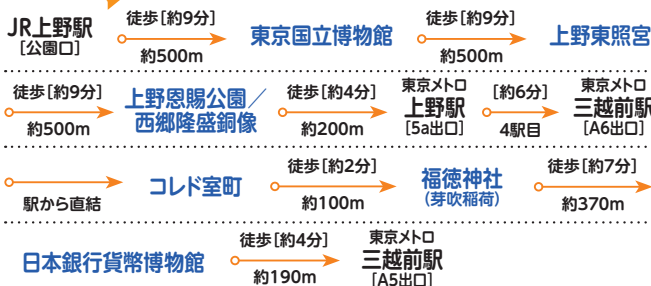 JR上野駅
[公園口]
徒歩[約9分]
約500m
東京国立博物館
徒歩[約9分]
約500m
上野東照宮
徒歩[約9分]
約500m
上野恩賜公園／
西郷隆盛銅像
徒歩[約4分]
約200m
東京メトロ
上野駅
[5a出口]
[約6分]
4駅目
東京メトロ
三越前駅
[A6出口]
駅から直結
コレド室町
徒歩[約2分]
約100m
福徳神社
(芽吹稲荷)
徒歩[約7分]
約370m
日本銀行貨幣博物館
徒歩[約4分]
約190m
東京メトロ
三越前駅
[A5出口]